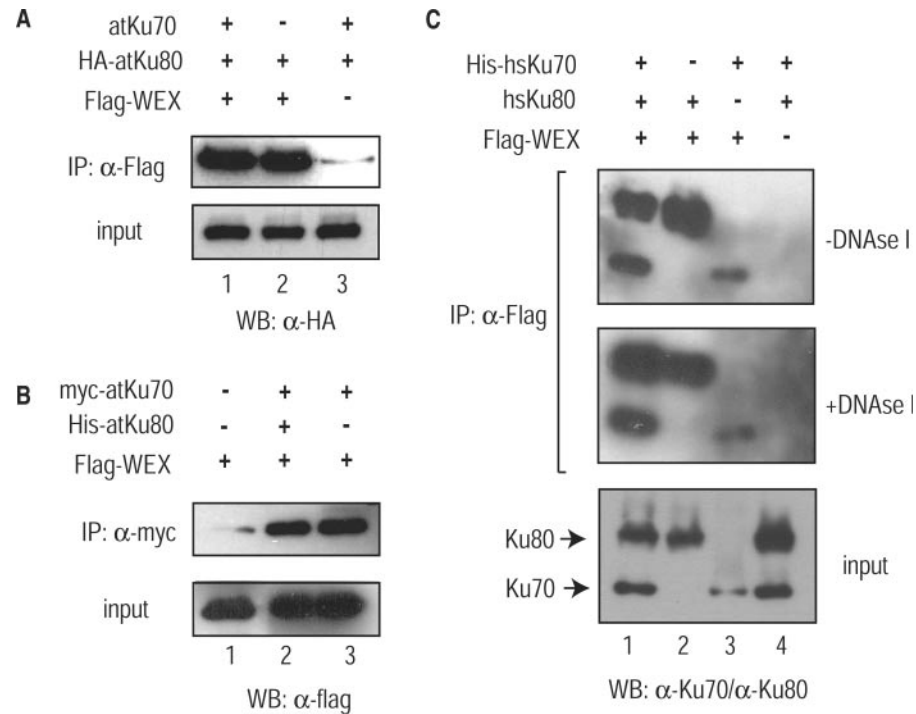 A
atKu70 + - +
HA-atKu80 + + +
Flag-WEX + + -
IP: α-Flag
input
1 2 3
WB: α-HA
B
myc-atKu70 - + +
His-atKu80 - + -
Flag-WEX + + +
IP: α-myc
input
1 2 3
WB: α-flag
C
His-hsKu70 + - + +
hsKu80 + + - +
Flag-WEX + + + -
-DNAse I
IP: α-Flag
+DNAse I
Ku80
Ku70
input
1 2 3 4
WB: α-Ku70/α-Ku80